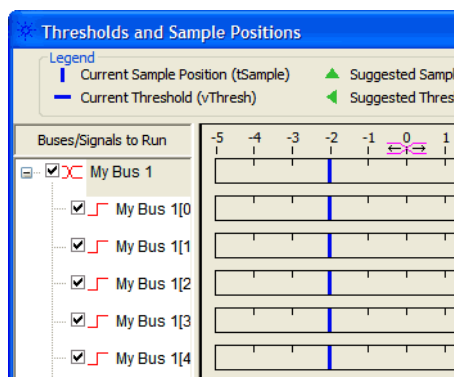 Thresholds and Sample Positions
Legend
Current Sample Position (tSample)
Suggested
Current Threshold (vThresh)
Suggested
Buses/Signals to Run
-5 -4 -3 -2 -1 0 1
My Bus 1
My Bus 1[0
My Bus 1[1
My Bus 1[2
My Bus 1[3
My Bus 1[4